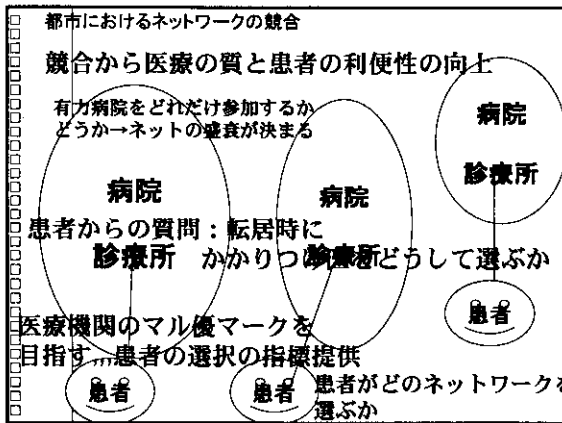 都市におけるネットワークの競合
競合から医療の質と患者の利便性の向上
有力病院をどれだけ参加するか
どうか→ネットの盛衰が決まる
病院
診療所
病院
診療所
病院
診療所
患者からの質問：転居時に
かかりつけ医をどうして選ぶか
医療機関のマル優マークを
目指す…患者の選択の指標提供
患者
患者
患者
患者がどのネットワークを
選ぶか